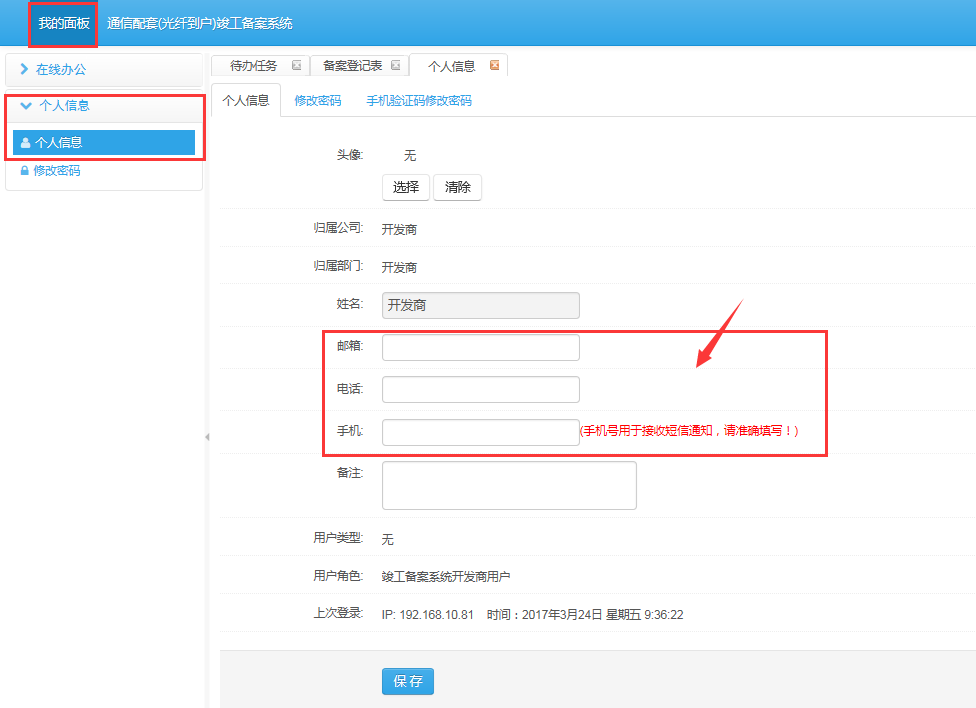 我的面板 通信配套(光纤到户)竣工备案系统
在线办公
个人信息
个人信息
修改密码
待办任务 备案登记表 个人信息
个人信息 修改密码 手机验证码修改密码
头像: 无
选择 清除
归属公司: 开发商
归属部门: 开发商
姓名: 开发商
邮箱:
电话:
手机: (手机号用于接收短信通知，请准确填写！)
备注:
用户类型: 无
用户角色: 竣工备案系统开发商用户
上次登录: IP: 192.168.10.81 时间：2017年3月24日 星期五 9:36:22
保存